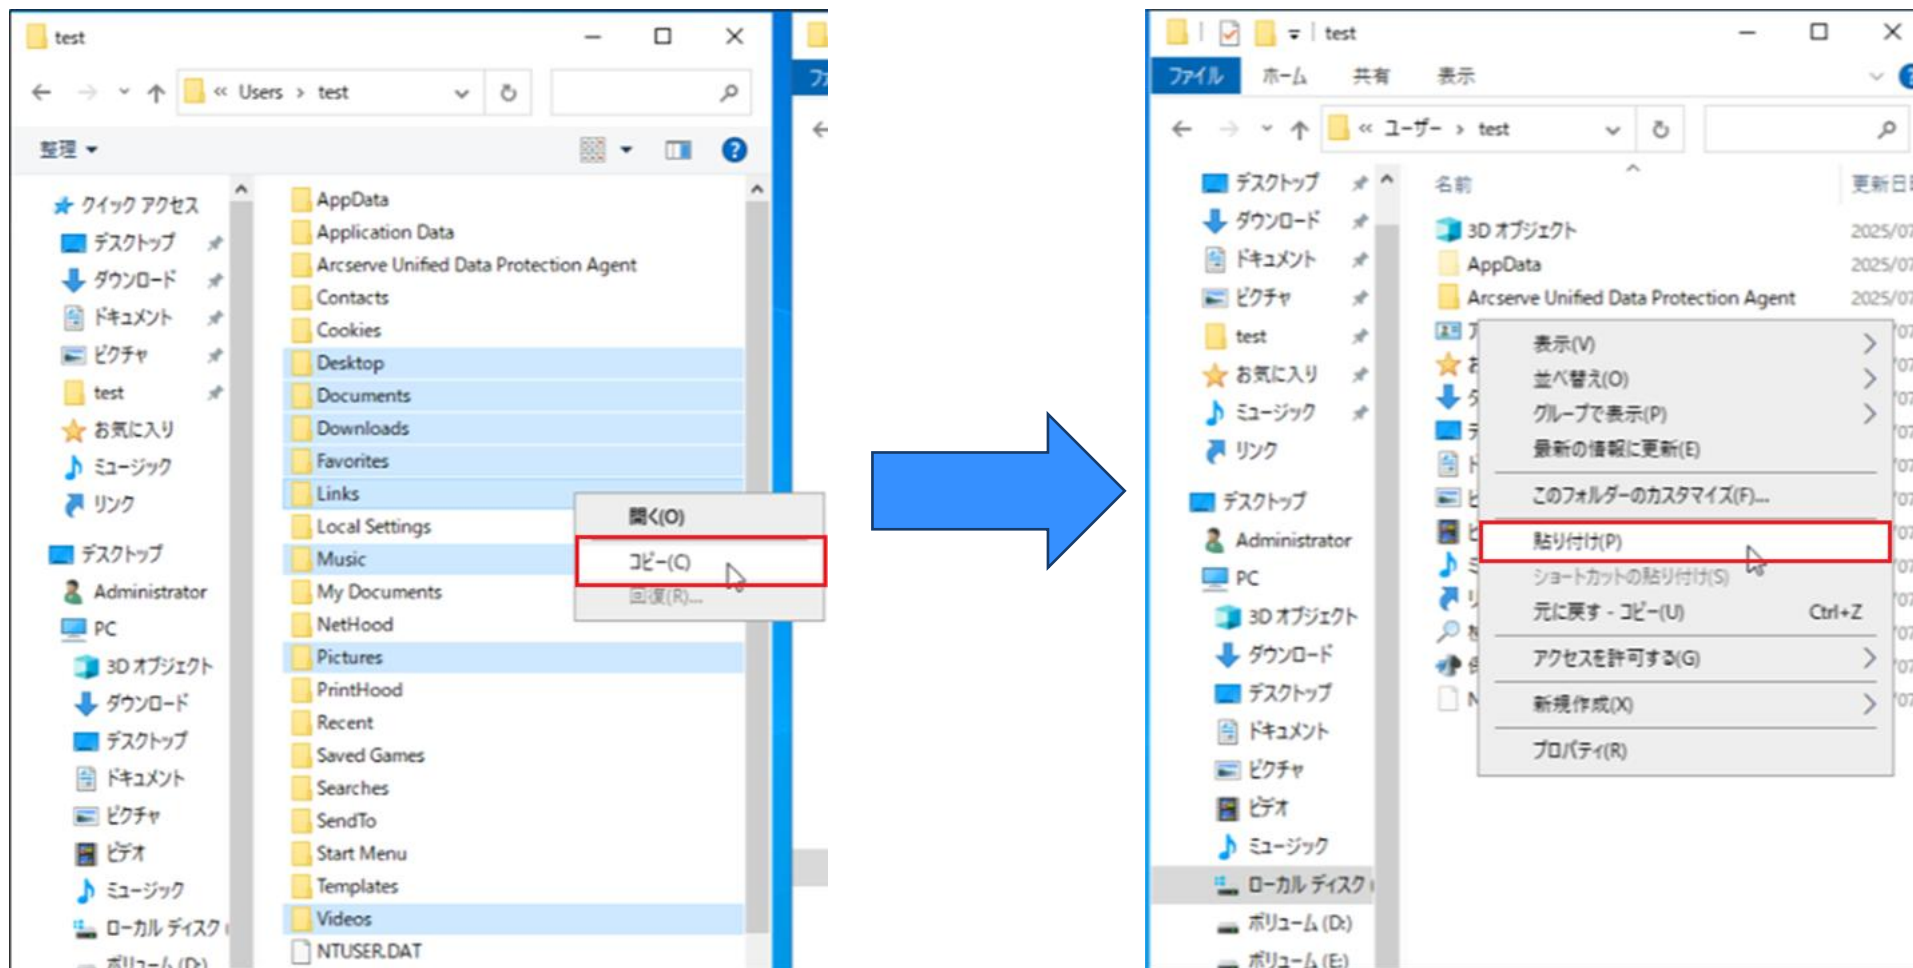 test
« Users › test
整理
クイック アクセス
デスクトップ
ダウンロード
ドキュメント
ピクチャ
test
お気に入り
ミュージック
リンク
デスクトップ
Administrator
PC
3D オブジェクト
ダウンロード
デスクトップ
ドキュメント
ピクチャ
ビデオ
ミュージック
ローカル ディスク
ボリューム (D:)
AppData
Application Data
Arcserve Unified Data Protection Agent
Contacts
Cookies
Desktop
Documents
Downloads
Favorites
Links
Local Settings
Music
My Documents
NetHood
Pictures
PrintHood
Recent
Saved Games
Searches
SendTo
Start Menu
Templates
Videos
NTUSER.DAT
開く(O)
コピー(C)
回復(R)...
test
ファイル ホーム 共有 表示
« ユーザー › test
デスクトップ
ダウンロード
ドキュメント
ピクチャ
test
お気に入り
ミュージック
リンク
デスクトップ
Administrator
PC
3D オブジェクト
ダウンロード
デスクトップ
ドキュメント
ピクチャ
ビデオ
ミュージック
ローカル ディスク
ボリューム (D:)
ボリューム (E:)
名前 更新日
3D オブジェクト 2025/07
AppData 2025/07
Arcserve Unified Data Protection Agent 2025/07
表示(V)
並べ替え(O)
グループで表示(P)
最新の情報に更新(E)
このフォルダーのカスタマイズ(F)...
貼り付け(P)
ショートカットの貼り付け(S)
元に戻す - コピー(U) Ctrl+Z
アクセスを許可する(G)
新規作成(X)
プロパティ(R)